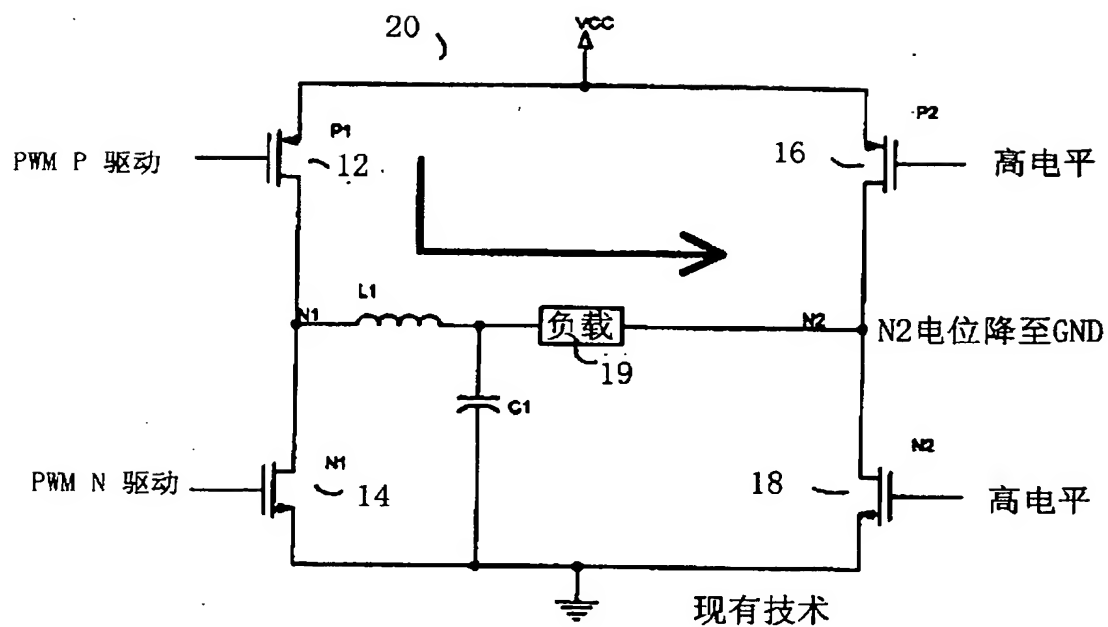 20
VCC
P1
P2
PWM P 驱动
12
16
高电平
L1
N1
负载
N2
N2电位降至GND
19
C1
N1
N2
PWM N 驱动
14
18
高电平
现有技术